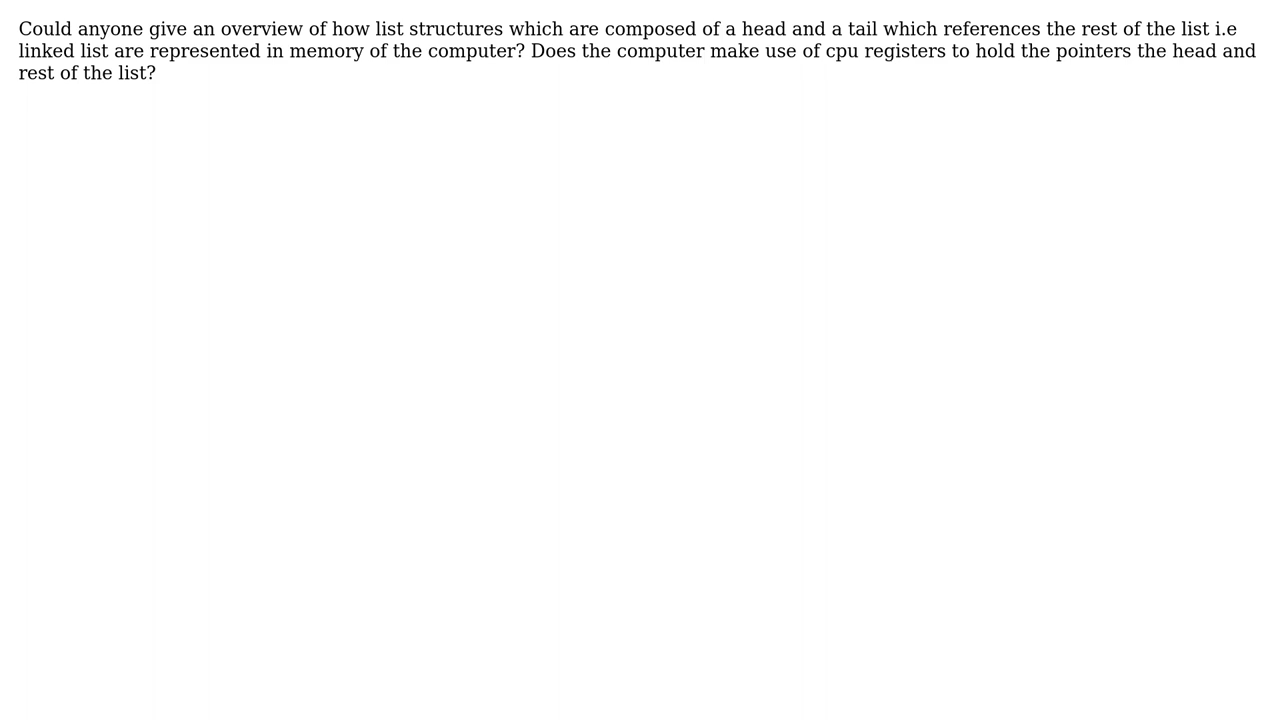 Could anyone give an overview of how list structures which are composed of a head and a tail which references the rest of the list i.e
linked list are represented in memory of the computer? Does the computer make use of cpu registers to hold the pointers the head and
rest of the list?